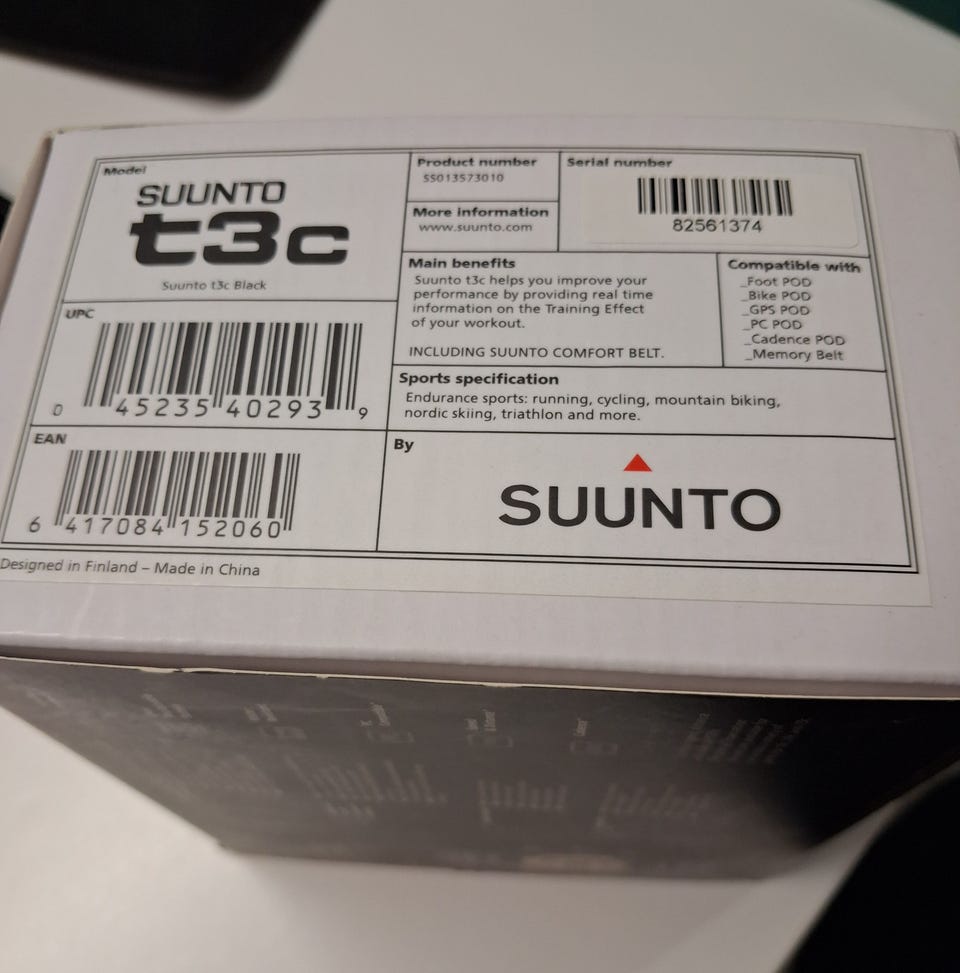 Model
SUUNTO
t3c
Suunto t3c Black
Product number
SS013573010
More information
www.suunto.com
Serial number
82561374
UPC
0 45235 40293 9
EAN
6 417084 152060
Main benefits
Suunto t3c helps you improve your
performance by providing real time
information on the Training Effect
of your workout.
INCLUDING SUUNTO COMFORT BELT.
Compatible with
_Foot POD
_Bike POD
_GPS POD
_PC POD
_Cadence POD
_Memory Belt
Sports specification
Endurance sports: running, cycling, mountain biking,
nordic skiing, triathlon and more.
By
SUUNTO
Designed in Finland – Made in China